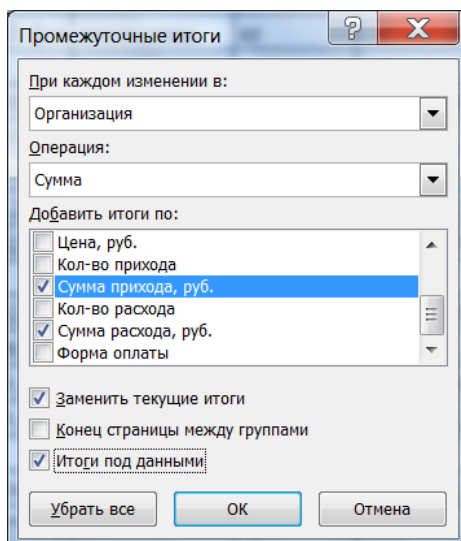 Промежуточные итоги
При каждом изменении в:
Организация
Операция:
Сумма
Добавить итоги по:
Цена, руб.
Кол-во прихода
Сумма прихода, руб.
Кол-во расхода
Сумма расхода, руб.
Форма оплаты
Заменить текущие итоги
Конец страницы между группами
Итоги под данными
Убрать все ОК Отмена